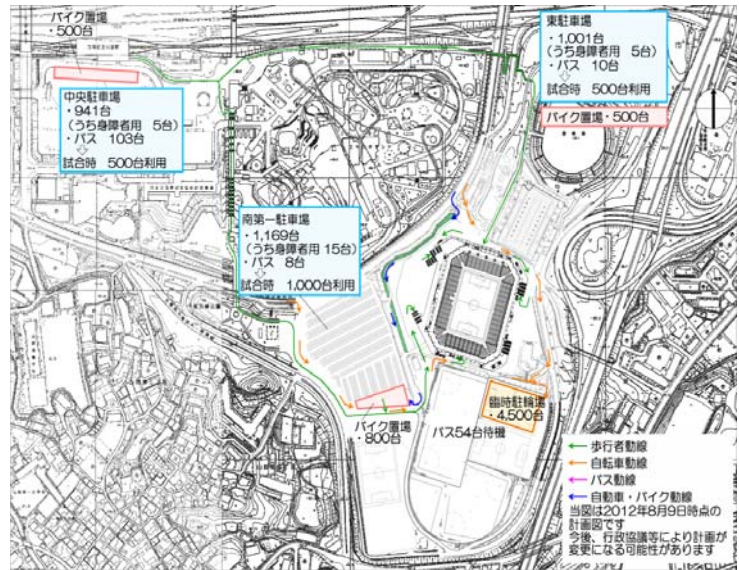 バイク置場
・500台
中央駐車場
・941台
(うち身障者用 5台)
・バス 103台
⇩
試合時 500台利用
東駐車場
・1,001台
(うち身障者用 5台)
・バス 10台
⇩
試合時 500台利用
バイク置場・500台
南第一駐車場
・1,169台
(うち身障者用 15台)
・バス 8台
⇩
試合時 1,000台利用
バイク置場
・800台
バス54台待機
臨時駐輪場
・4,500台
歩行者動線
自転車動線
バス動線
自動車・バイク動線
当図は2012年8月9日時点の
計画図です
今後、行政協議等により計画が
変更になる可能性があります